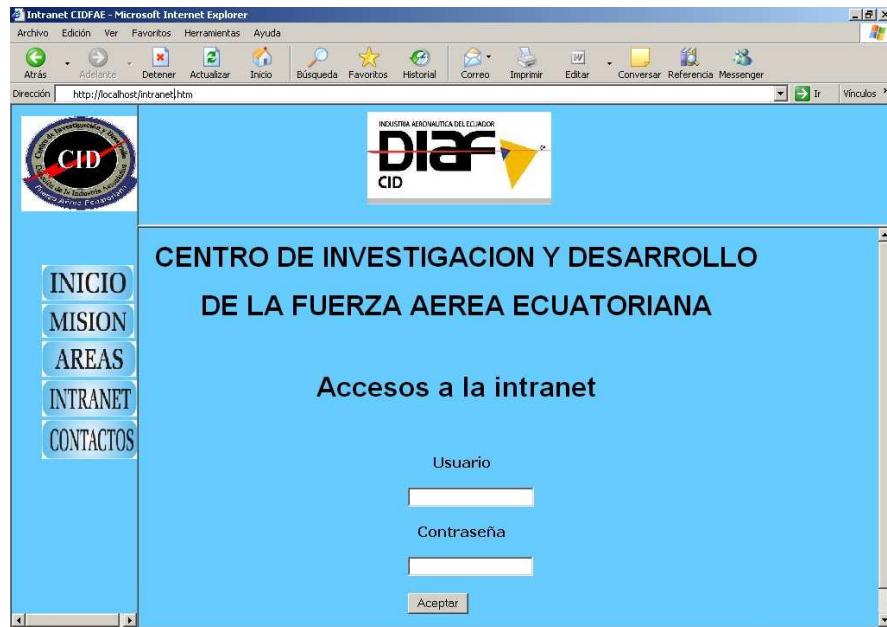 Intranet CIDFAE - Microsoft Internet Explorer
Archivo Edición Ver Favoritos Herramientas Ayuda
Atrás Adelante Detener Actualizar Inicio Búsqueda Favoritos Historial Correo Imprimir Editar Conversar Referencia Messenger
Dirección http://localhost/intranet.htm Ir Vínculos
CID
Fuerza Aérea Ecuatoriana
INDUSTRIA AERONAUTICA DEL ECUADOR
DIAF
CID
INICIO
MISION
AREAS
INTRANET
CONTACTOS
CENTRO DE INVESTIGACION Y DESARROLLO
DE LA FUERZA AEREA ECUATORIANA
Accesos a la intranet
Usuario
Contraseña
Aceptar